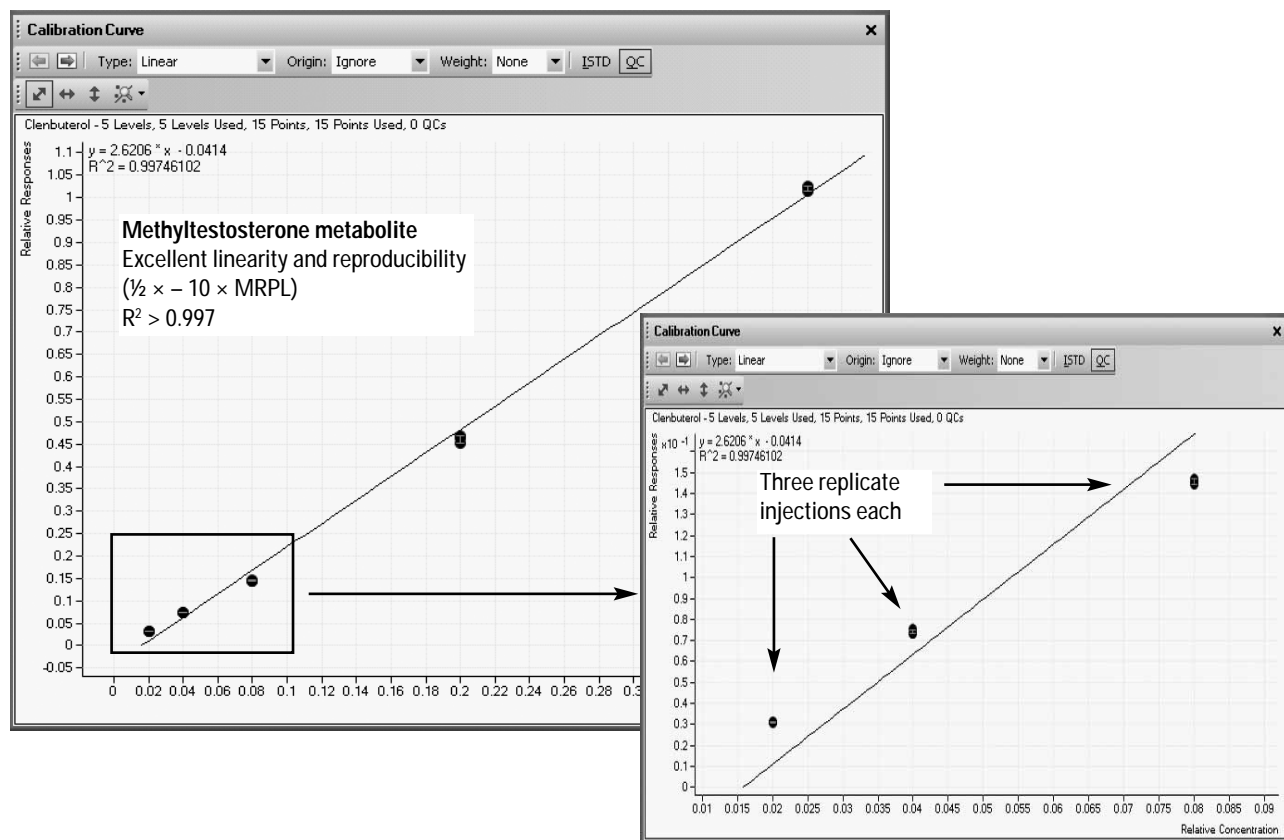 Calibration Curve
Type: Linear Origin: Ignore Weight: None ISTD QC
Clenbuterol - 5 Levels, 5 Levels Used, 15 Points, 15 Points Used, 0 QCs
y = 2.6206 * x - 0.0414
R^2 = 0.99746102
Relative Responses
1.1
1.05
1
0.95
0.9
0.85
0.8
0.75
0.7
0.65
0.6
0.55
0.5
0.45
0.4
0.35
0.3
0.25
0.2
0.15
0.1
0.05
0
-0.05
Methyltestosterone metabolite
Excellent linearity and reproducibility
(½ × – 10 × MRPL)
R² > 0.997
0 0.02 0.04 0.06 0.08 0.1 0.12 0.14 0.16 0.18 0.2 0.22 0.24 0.26 0.28
Calibration Curve
Type: Linear Origin: Ignore Weight: None ISTD QC
Clenbuterol - 5 Levels, 5 Levels Used, 15 Points, 15 Points Used, 0 QCs
x10 -1
y = 2.6206 * x - 0.0414
R^2 = 0.99746102
Relative Responses
Three replicate
injections each
1.5
1.4
1.3
1.2
1.1
1
0.9
0.8
0.7
0.6
0.5
0.4
0.3
0.2
0.1
0
0.01 0.015 0.02 0.025 0.03 0.035 0.04 0.045 0.05 0.055 0.06 0.065 0.07 0.075 0.08 0.085 0.09
Relative Concentration